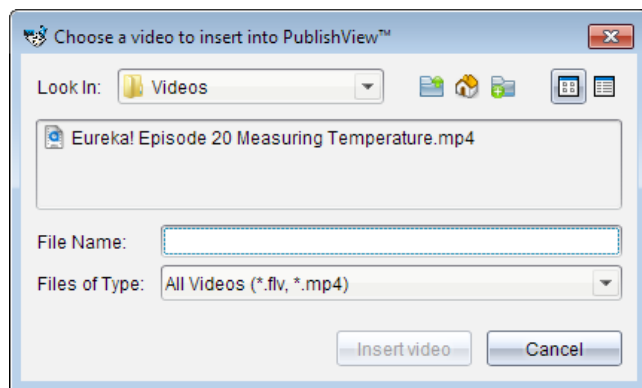 Choose a video to insert into PublishView™
Look In: Videos
Eureka! Episode 20 Measuring Temperature.mp4
File Name:
Files of Type: All Videos (*.flv, *.mp4)
Insert video Cancel